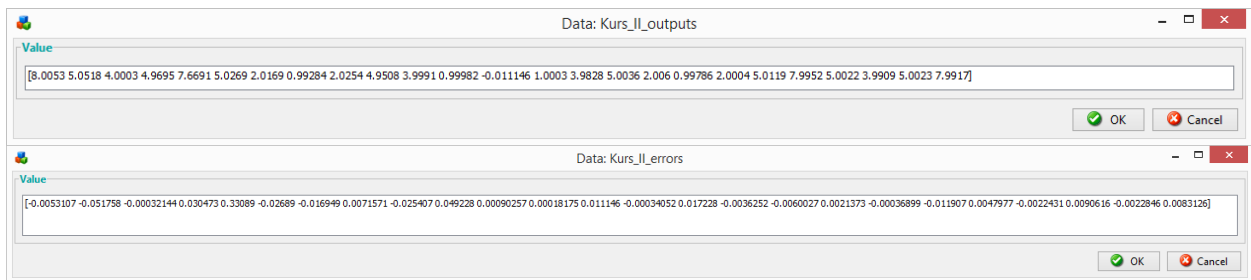 Data: Kurs_II_outputs
Value
[8.0053 5.0518 4.0003 4.9695 7.6691 5.0269 2.0169 0.99284 2.0254 4.9508 3.9991 0.99982 -0.011146 1.0003 3.9828 5.0036 2.006 0.99786 2.0004 5.0119 7.9952 5.0022 3.9909 5.0023 7.9917]
OK Cancel
Data: Kurs_II_errors
Value
[-0.0053107 -0.051758 -0.00032144 0.030473 0.33089 -0.02689 -0.016949 0.0071571 -0.025407 0.049228 0.00090257 0.00018175 0.011146 -0.00034052 0.017228 -0.0036252 -0.0060027 0.0021373 -0.00036899 -0.011907 0.0047977 -0.0022431 0.0090616 -0.0022846 0.0083126]
OK Cancel